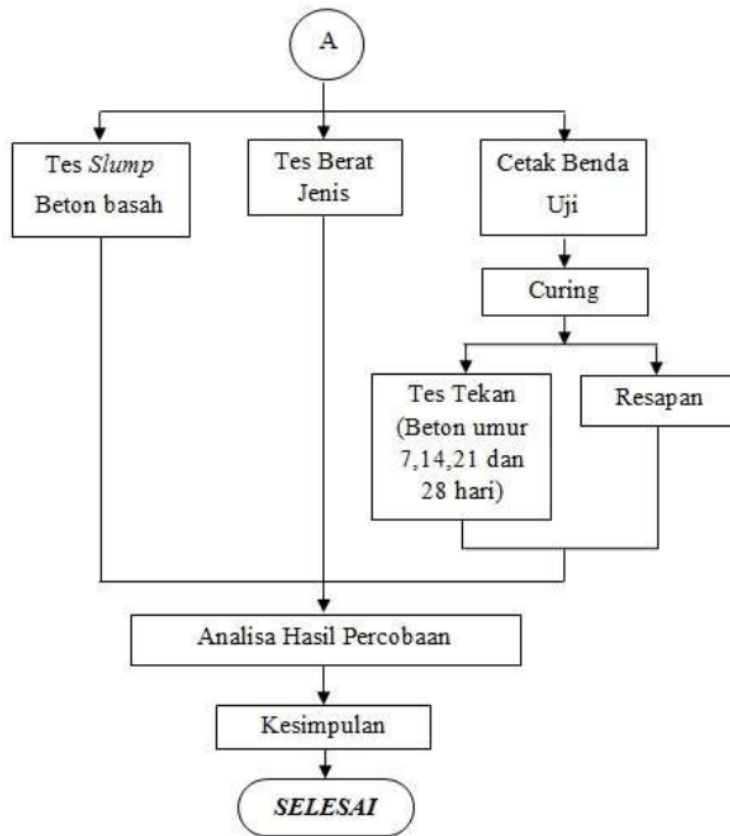 A
Tes Slump
Beton basah
Tes Berat
Jenis
Cetak Benda
Uji
Curing
Tes Tekan
(Beton umur
7,14,21 dan
28 hari)
Resapan
Analisa Hasil Percobaan
Kesimpulan
SELESAI